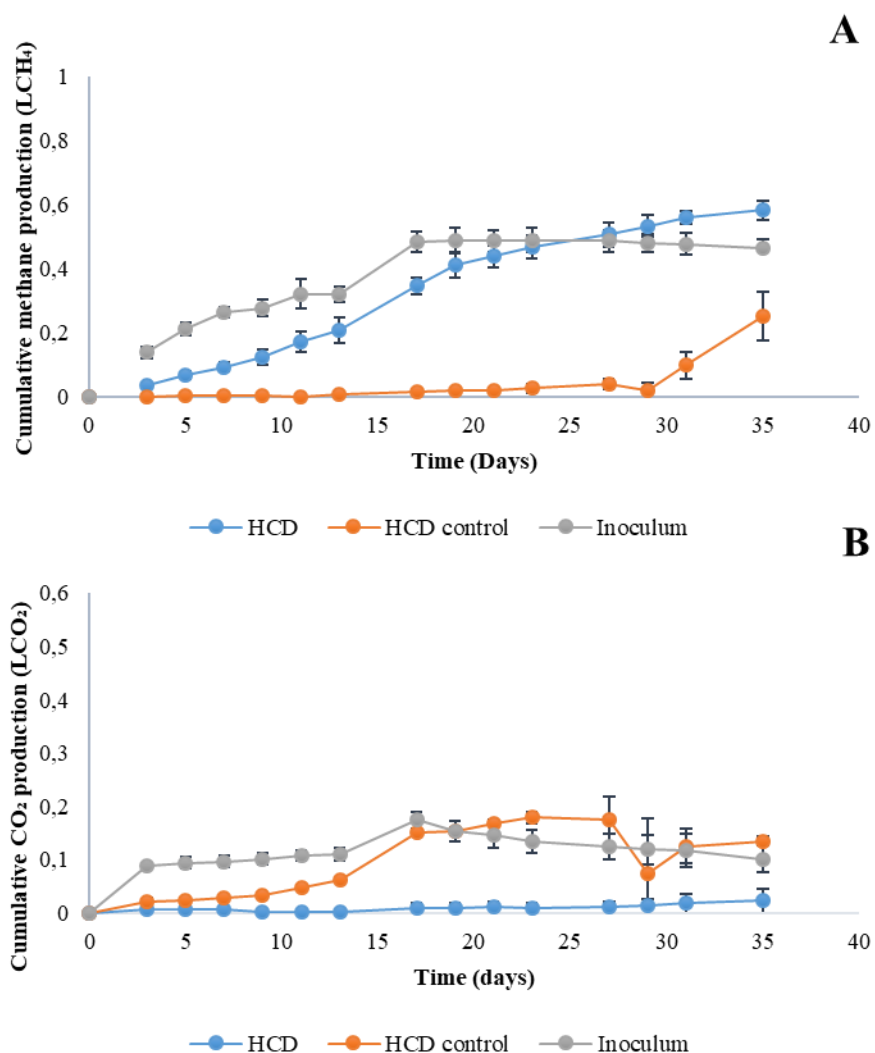 A
Cumulative methane production (LCH₄)
1
0,8
0,6
0,4
0,2
0
0 5 10 15 20 25 30 35 40
Time (Days)
HCD HCD control Inoculum
B
Cumulative CO₂ production (LCO₂)
0,6
0,5
0,4
0,3
0,2
0,1
0
0 5 10 15 20 25 30 35 40
Time (days)
HCD HCD control Inoculum